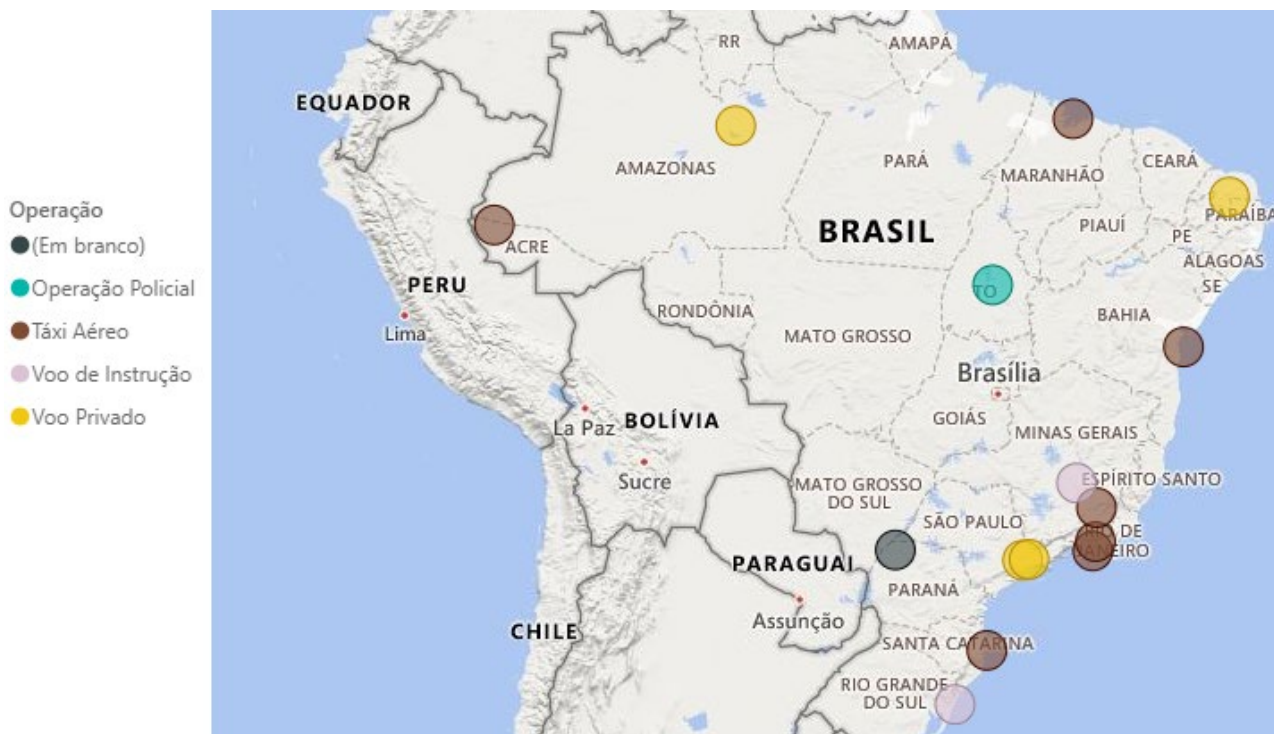 Operação
(Em branco)
Operação Policial
Táxi Aéreo
Voo de Instrução
Voo Privado
RR
AMAPÁ
EQUADOR
AMAZONAS
PARÁ
MARANHÃO
CEARÁ
PARAÍBA
PIAUÍ
BRASIL
PE
ACRE
ALAGOAS
SE
PERU
TO
RONDÔNIA
BAHIA
Lima
MATO GROSSO
Brasília
GOIÁS
La Paz
BOLÍVIA
MINAS GERAIS
Sucre
MATO GROSSO
DO SUL
ESPÍRITO SANTO
SÃO PAULO
RIO DE
JANEIRO
PARAGUAI
PARANÁ
Assunção
CHILE
SANTA CATARINA
RIO GRANDE
DO SUL